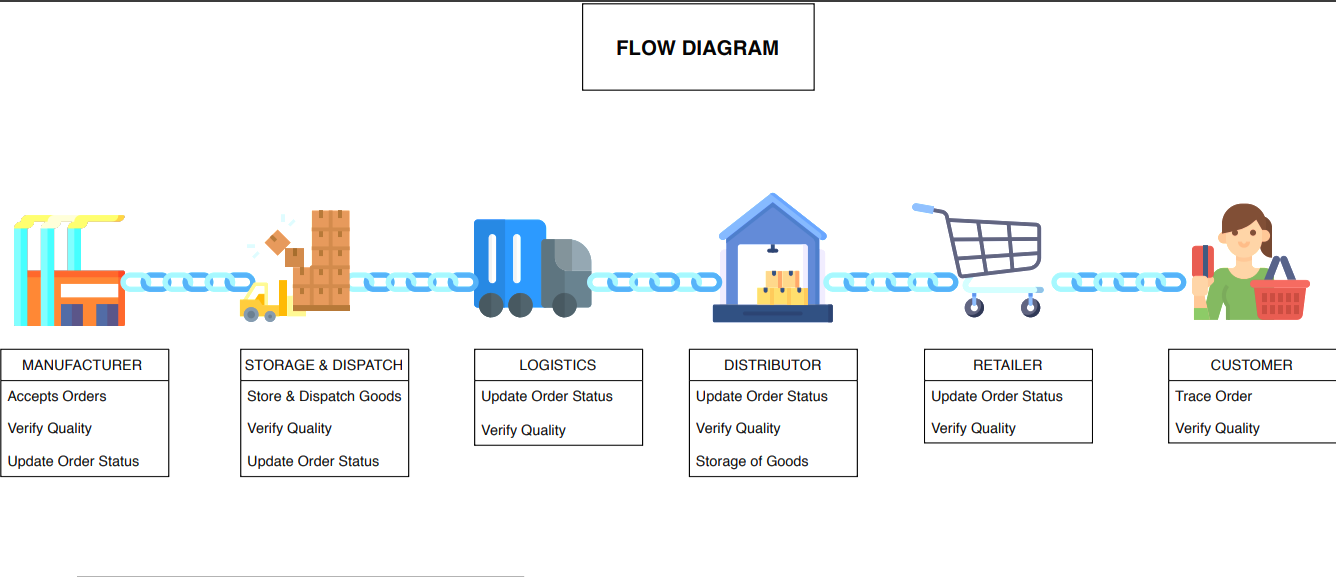 FLOW DIAGRAM
MANUFACTURER
Accepts Orders
Verify Quality
Update Order Status
STORAGE & DISPATCH
Store & Dispatch Goods
Verify Quality
Update Order Status
LOGISTICS
Update Order Status
Verify Quality
DISTRIBUTOR
Update Order Status
Verify Quality
Storage of Goods
RETAILER
Update Order Status
Verify Quality
CUSTOMER
Trace Order
Verify Quality